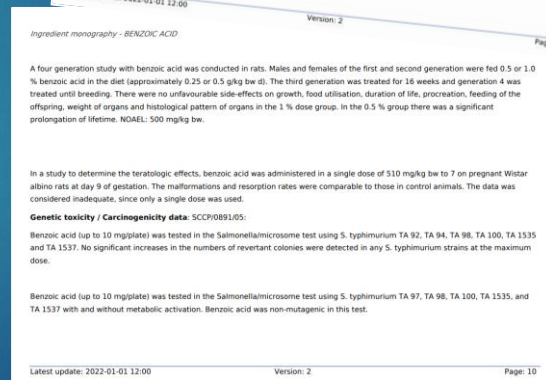 2022-01-01 12:00
Version: 2
Ingredient monography - BENZOIC ACID
A four generation study with benzoic acid was conducted in rats. Males and females of the first and second generation were fed 0.5 or 1.0
% benzoic acid in the diet (approximately 0.25 or 0.5 g/kg bw d). The third generation was treated for 16 weeks and generation 4 was
treated until breeding. There were no unfavourable side-effects on growth, food utilisation, duration of life, procreation, feeding of the
offspring, weight of organs and histological pattern of organs in the 1 % dose group. In the 0.5 % group there was a significant
prolongation of lifetime. NOAEL: 500 mg/kg bw.
In a study to determine the teratologic effects, benzoic acid was administered in a single dose of 510 mg/kg bw to 7 on pregnant Wistar
albino rats at day 9 of gestation. The malformations and resorption rates were comparable to those in control animals. The data was
considered inadequate, since only a single dose was used.
Genetic toxicity / Carcinogenicity data: SCCP/0891/05:
Benzoic acid (up to 10 mg/plate) was tested in the Salmonella/microsome test using S. typhimurium TA 92, TA 94, TA 98, TA 100, TA 1535
and TA 1537. No significant increases in the numbers of revertant colonies were detected in any S. typhimurium strains at the maximum
dose.
Benzoic acid (up to 10 mg/plate) was tested in the Salmonella/microsome test using S. typhimurium TA 97, TA 98, TA 100, TA 1535, and
TA 1537 with and without metabolic activation. Benzoic acid was non-mutagenic in this test.
Latest update: 2022-01-01 12:00
Version: 2
Page: 10